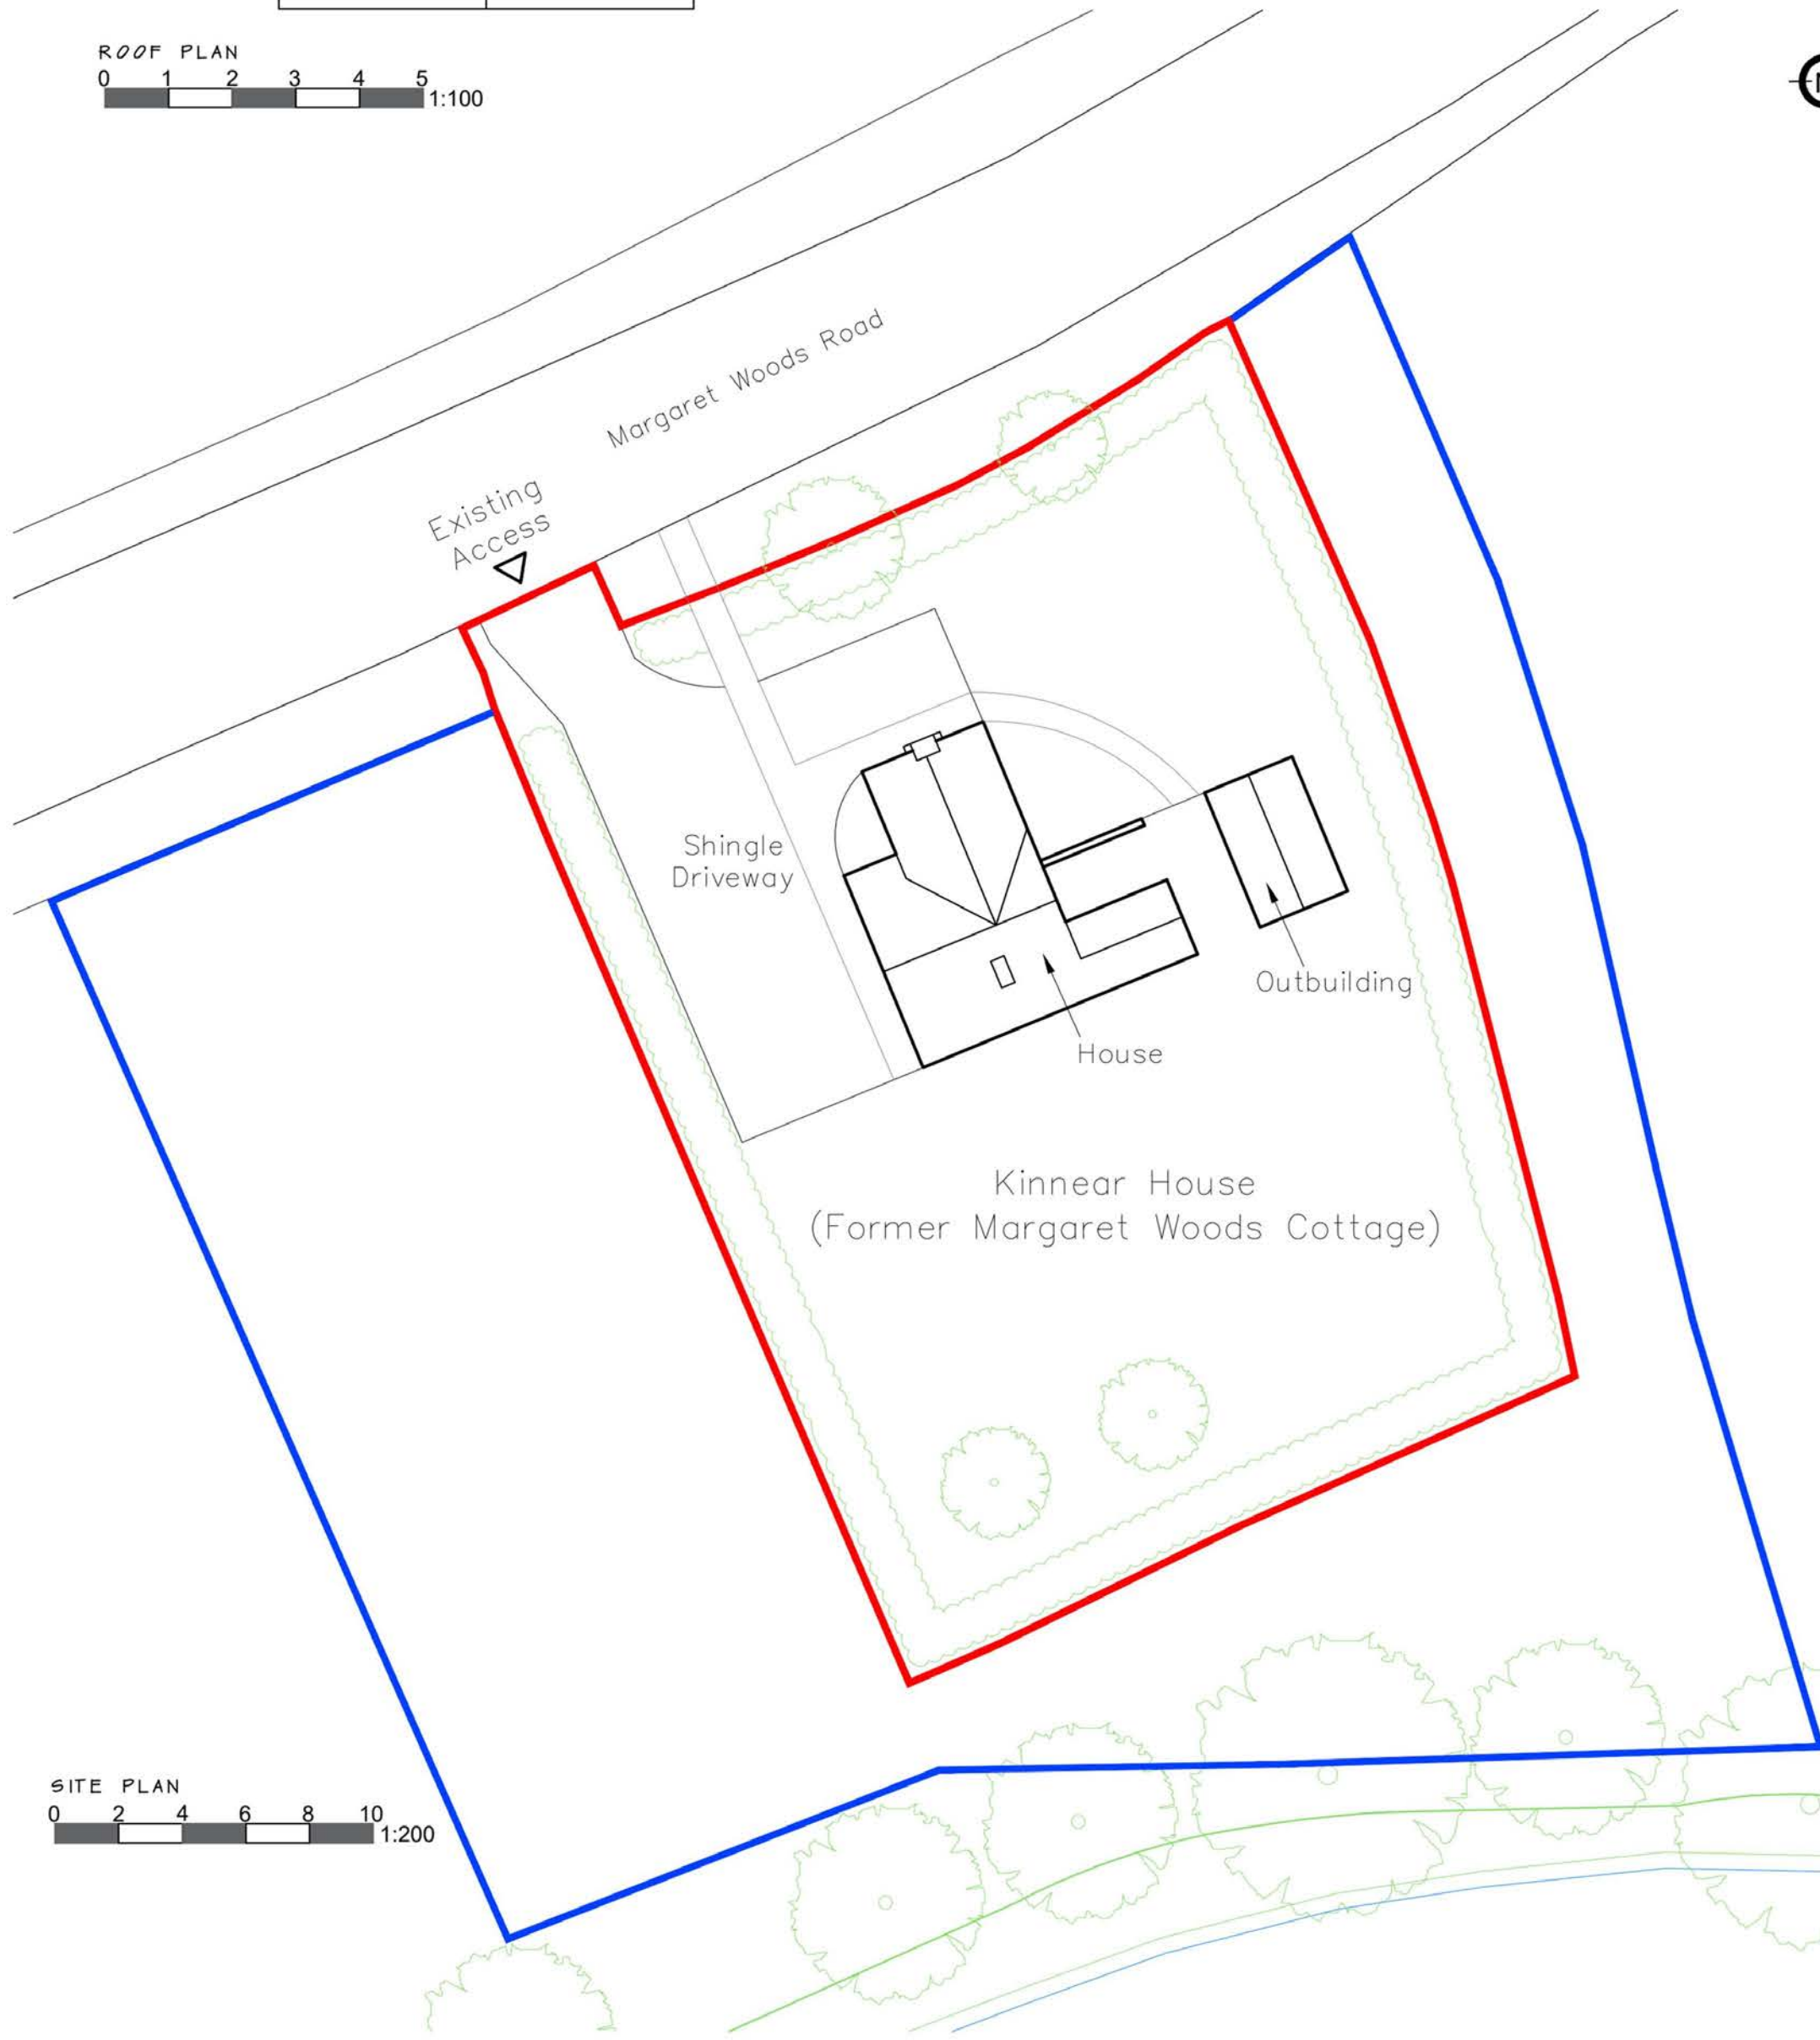 ROOF PLAN
0 1 2 3 4 5
1:100
N
Margaret Woods Road
Existing
Access
Shingle
Driveway
Outbuilding
House
Kinnear House
(Former Margaret Woods Cottage)
SITE PLAN
0 2 4 6 8 10
1:200